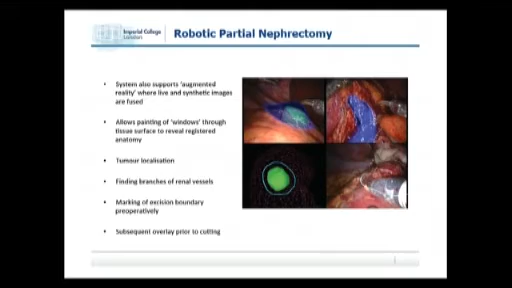 Imperial College
London
Robotic Partial Nephrectomy
• System also supports 'augmented
reality' where live and synthetic images
are fused
• Allows painting of 'windows' through
tissue surface to reveal registered
anatomy
• Tumour localisation
• Finding branches of renal vessels
• Marking of excision boundary
preoperatively
• Subsequent overlay prior to cutting